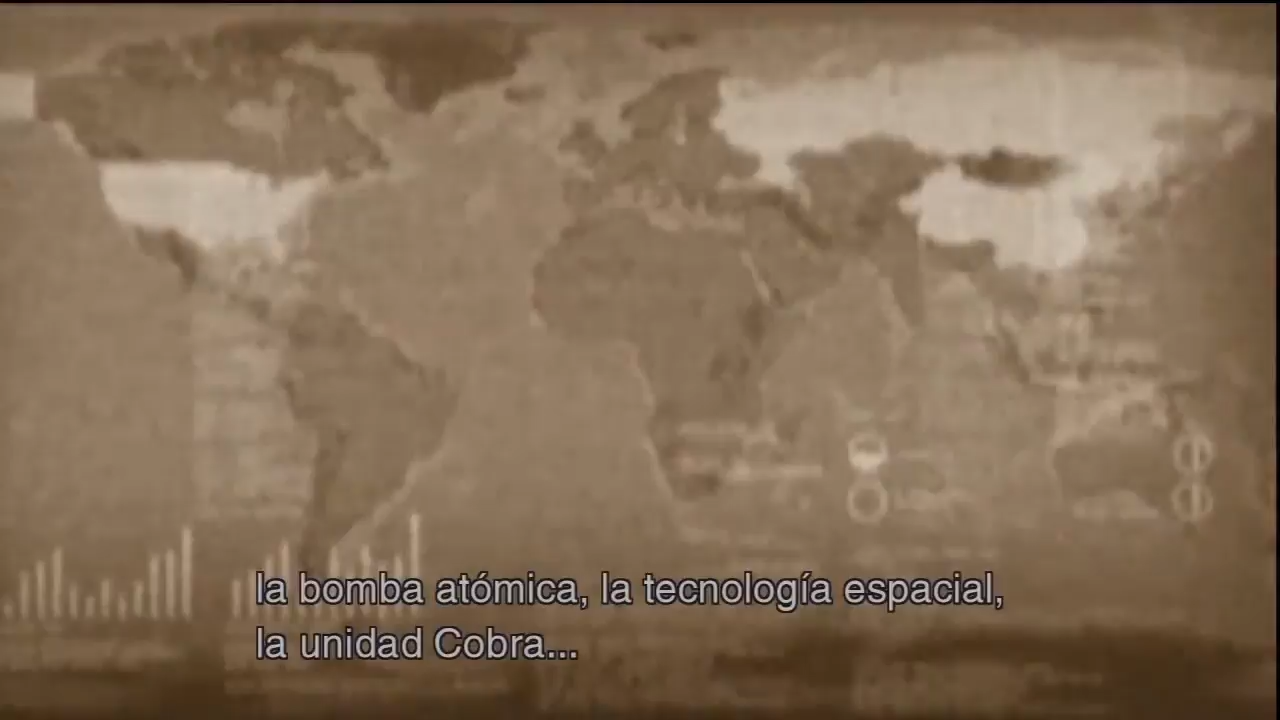 la bomba atómica, la tecnología espacial,
la unidad Cobra...